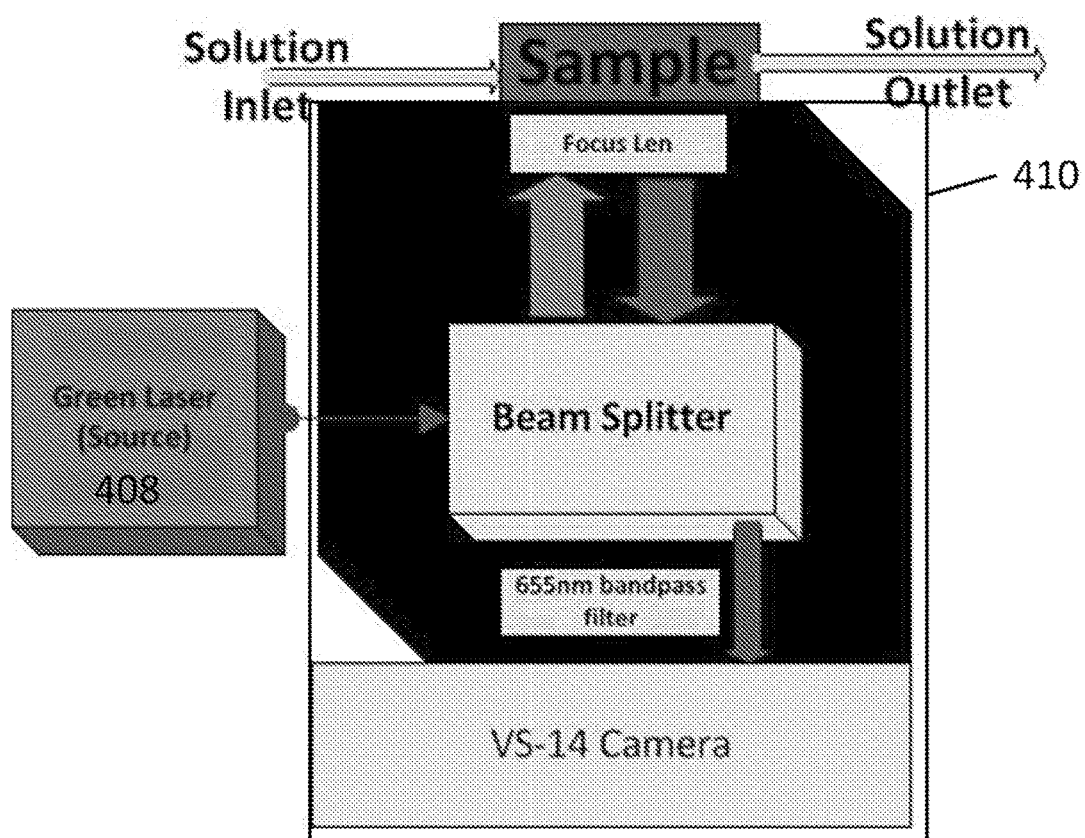 Solution
Inlet
Sample
Solution
Outlet
Focus Len
410
Green Laser
(Source)
408
Beam Splitter
655nm bandpass
filter
VS-14 Camera